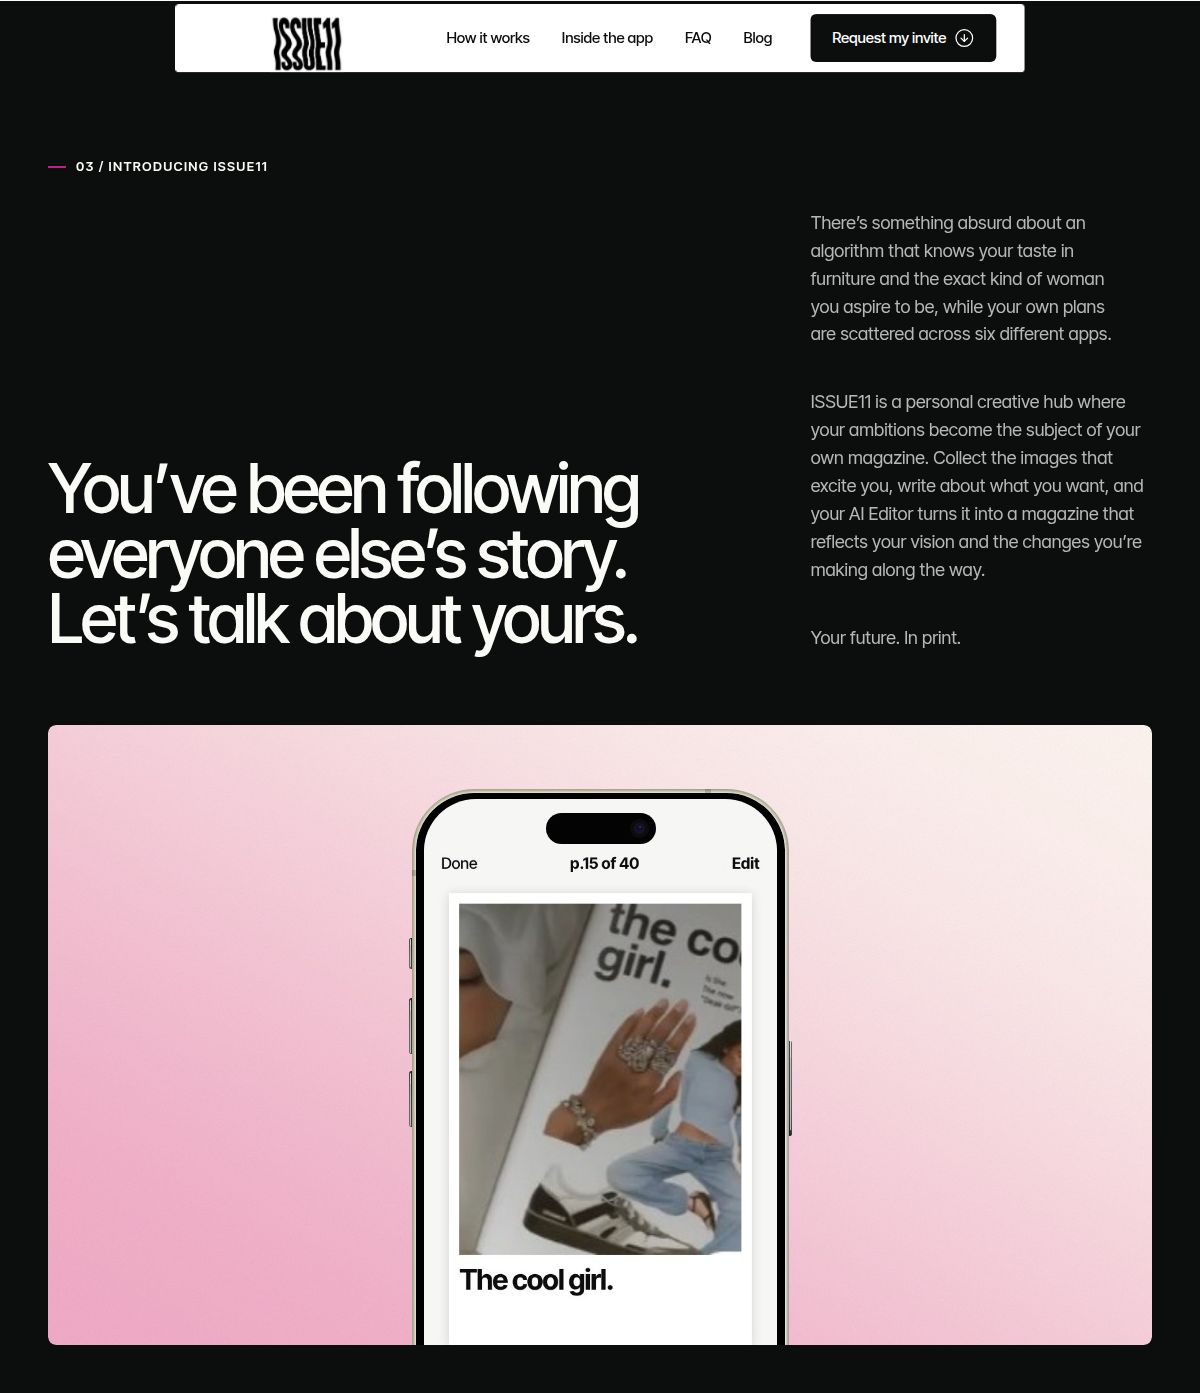 ISSUE11
How it works
Inside the app
FAQ
Blog
Request my invite
03 / INTRODUCING ISSUE11
You’ve been following
everyone else’s story.
Let’s talk about yours.
There’s something absurd about an
algorithm that knows your taste in
furniture and the exact kind of woman
you aspire to be, while your own plans
are scattered across six different apps.
ISSUE11 is a personal creative hub where
your ambitions become the subject of your
own magazine. Collect the images that
excite you, write about what you want, and
your AI Editor turns it into a magazine that
reflects your vision and the changes you’re
making along the way.
Your future. In print.
Done
p.15 of 40
Edit
the co
girl.
Is She
The now
The cool girl.